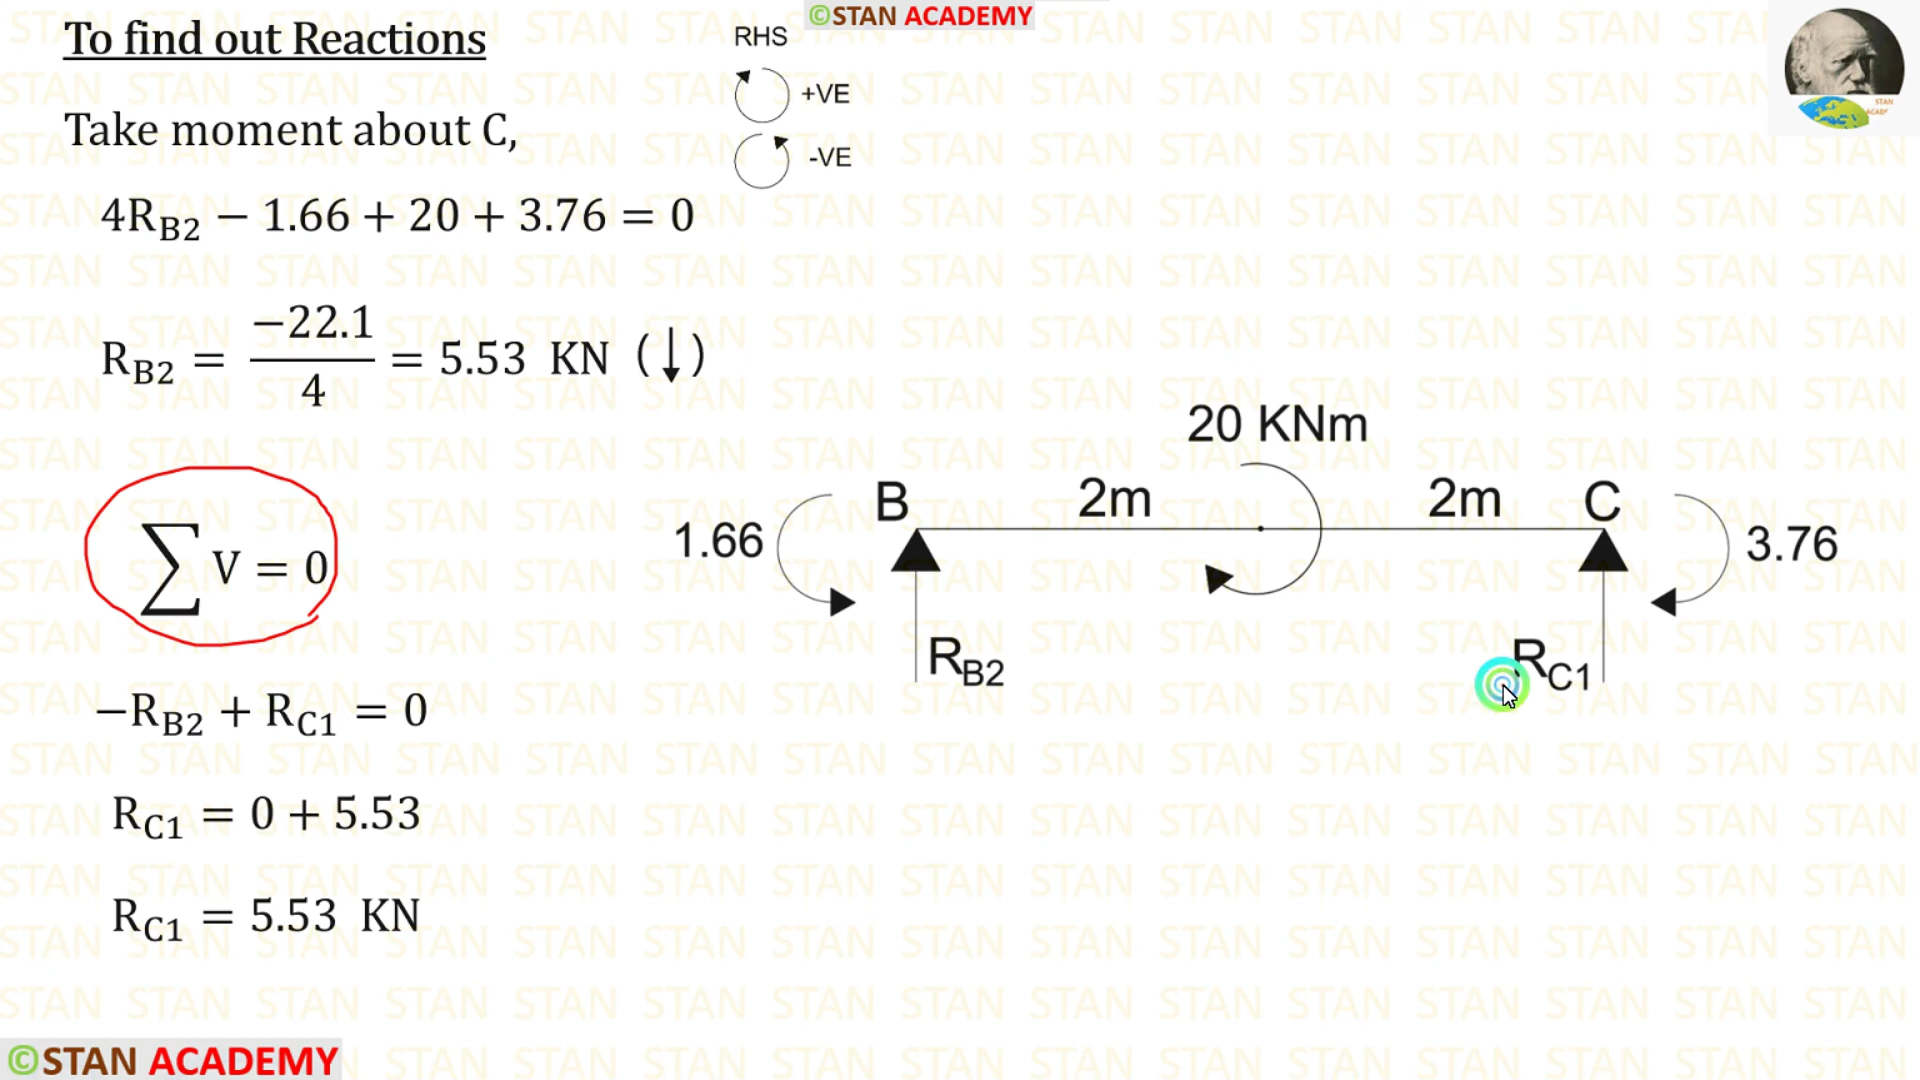 ©STAN ACADEMY
To find out Reactions
RHS
+VE
-VE
Take moment about C,
4R_B2 − 1.66 + 20 + 3.76 = 0
R_B2 = −22.1 / 4 = 5.53 KN (↓)
∑ V = 0
−R_B2 + R_C1 = 0
R_C1 = 0 + 5.53
R_C1 = 5.53 KN
20 KNm
B 2m 2m C
1.66 3.76
R_B2 R_C1
STAN
©STAN ACADEMY